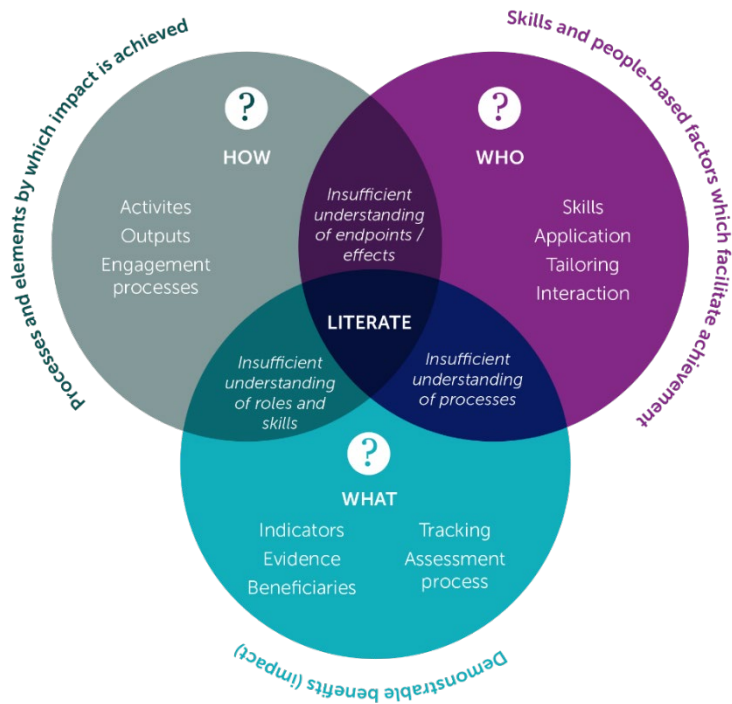 Processes and elements by which impact is achieved
Skills and people-based factors which facilitate achievement
?
HOW
Activites
Outputs
Engagement
processes
?
WHO
Skills
Application
Tailoring
Interaction
Insufficient
understanding
of endpoints /
effects
LITERATE
Insufficient
understanding
of roles and
skills
Insufficient
understanding
of processes
?
WHAT
Indicators
Evidence
Beneficiaries
Tracking
Assessment
process
Demonstrable benefits (impact)